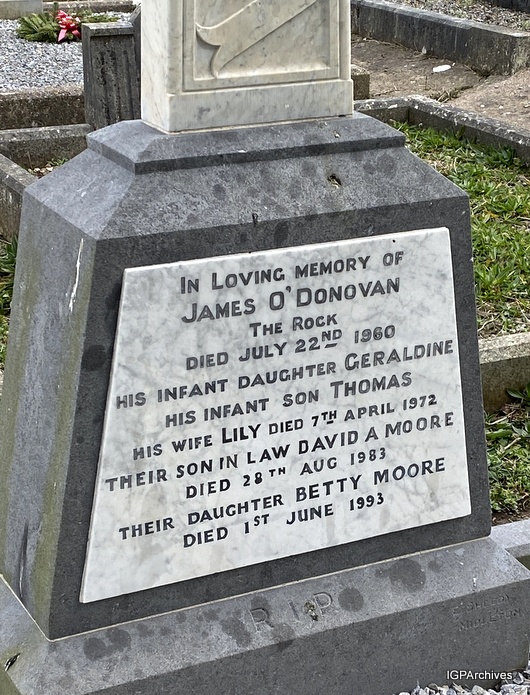 IN LOVING MEMORY OF
JAMES O'DONOVAN
THE ROCK
DIED JULY 22ND 1960
HIS INFANT DAUGHTER GERALDINE
HIS INFANT SON THOMAS
HIS WIFE LILY DIED 7TH APRIL 1972
THEIR SON IN LAW DAVID A MOORE
DIED 28TH AUG 1983
THEIR DAUGHTER BETTY MOORE
DIED 1ST JUNE 1993
R I P
IGPArchives